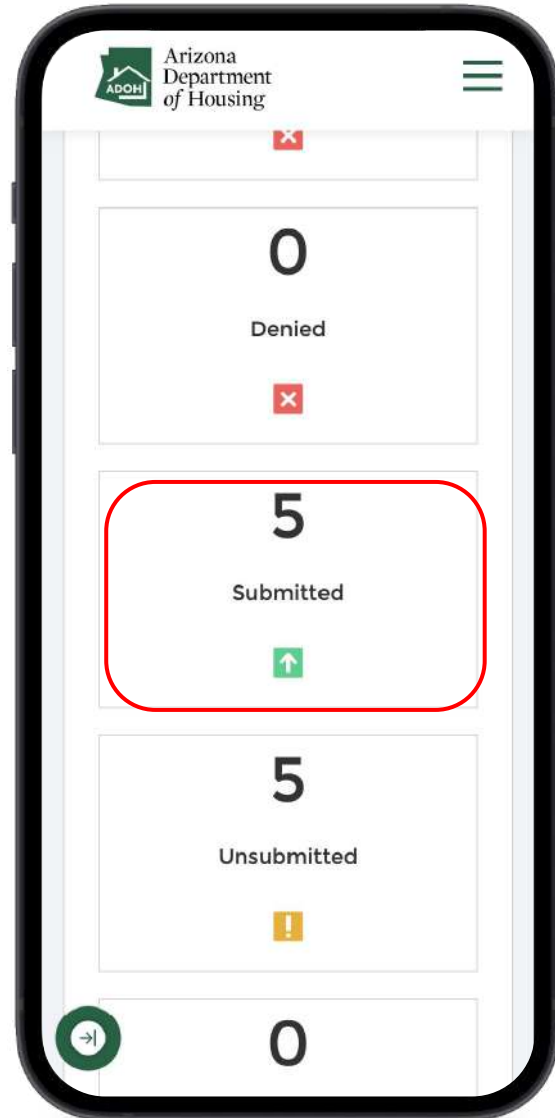 ADOH
Arizona
Department
of Housing
0
Denied
5
Submitted
5
Unsubmitted
0